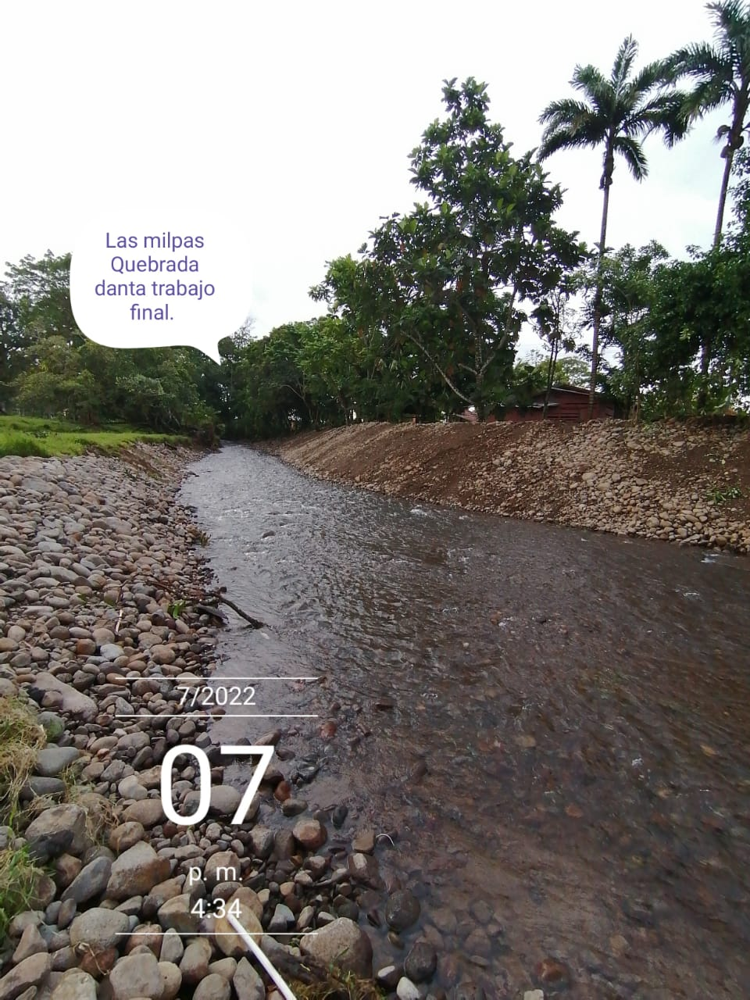 Las milpas
Quebrada
danta trabajo
final.
7/2022
07
p. m.
4:34